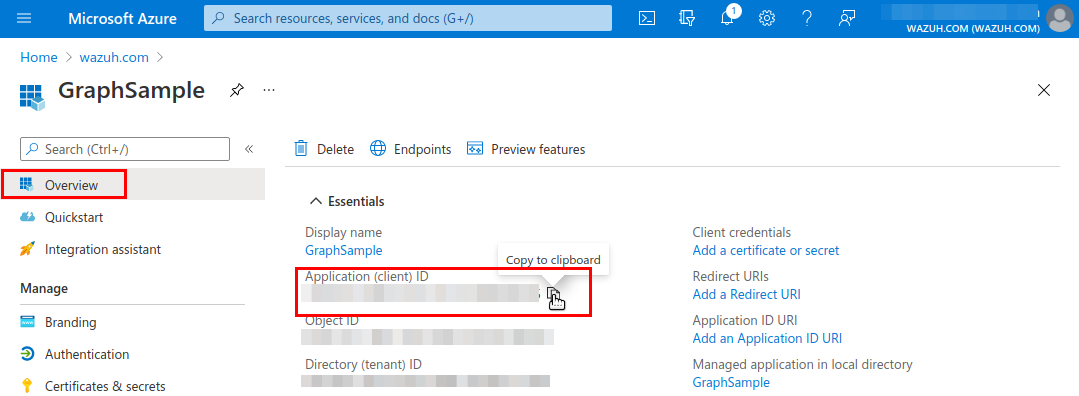 Microsoft Azure
Search resources, services, and docs (G+/)
1
WAZUH.COM (WAZUH.COM)
Home > wazuh.com >
GraphSample
...
Search (Ctrl+/)
«
Delete
Endpoints
Preview features
Overview
Quickstart
Integration assistant
Manage
Branding
Authentication
Certificates & secrets
Essentials
Display name
GraphSample
Copy to clipboard
Application (client) ID
Object ID
Directory (tenant) ID
Client credentials
Add a certificate or secret
Redirect URIs
Add a Redirect URI
Application ID URI
Add an Application ID URI
Managed application in local directory
GraphSample